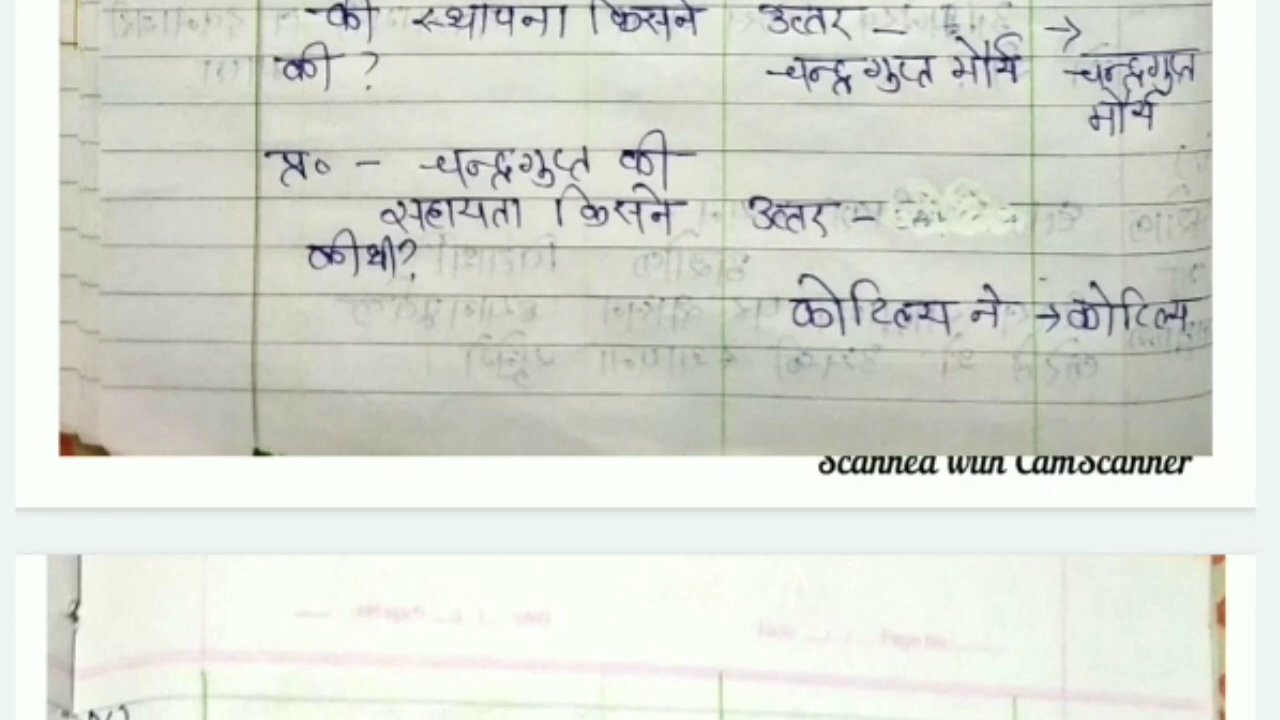 की स्थापना किसने उत्तर - →
की ? चन्द्रगुप्त मौर्य चन्द्रगुप्त
मौर्य
प्र० - चन्द्रगुप्त की
सहायता किसने उत्तर -
की थी?
कोटिल्य ने → कोटिल्य
Scanned with CamScanner